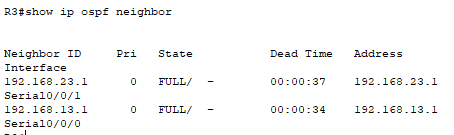 R3#show ip ospf neighbor
Neighbor ID     Pri   State           Dead Time   Address
Interface
192.168.23.1      0   FULL/  -        00:00:37    192.168.23.1
Serial0/0/1
192.168.13.1      0   FULL/  -        00:00:34    192.168.13.1
Serial0/0/0